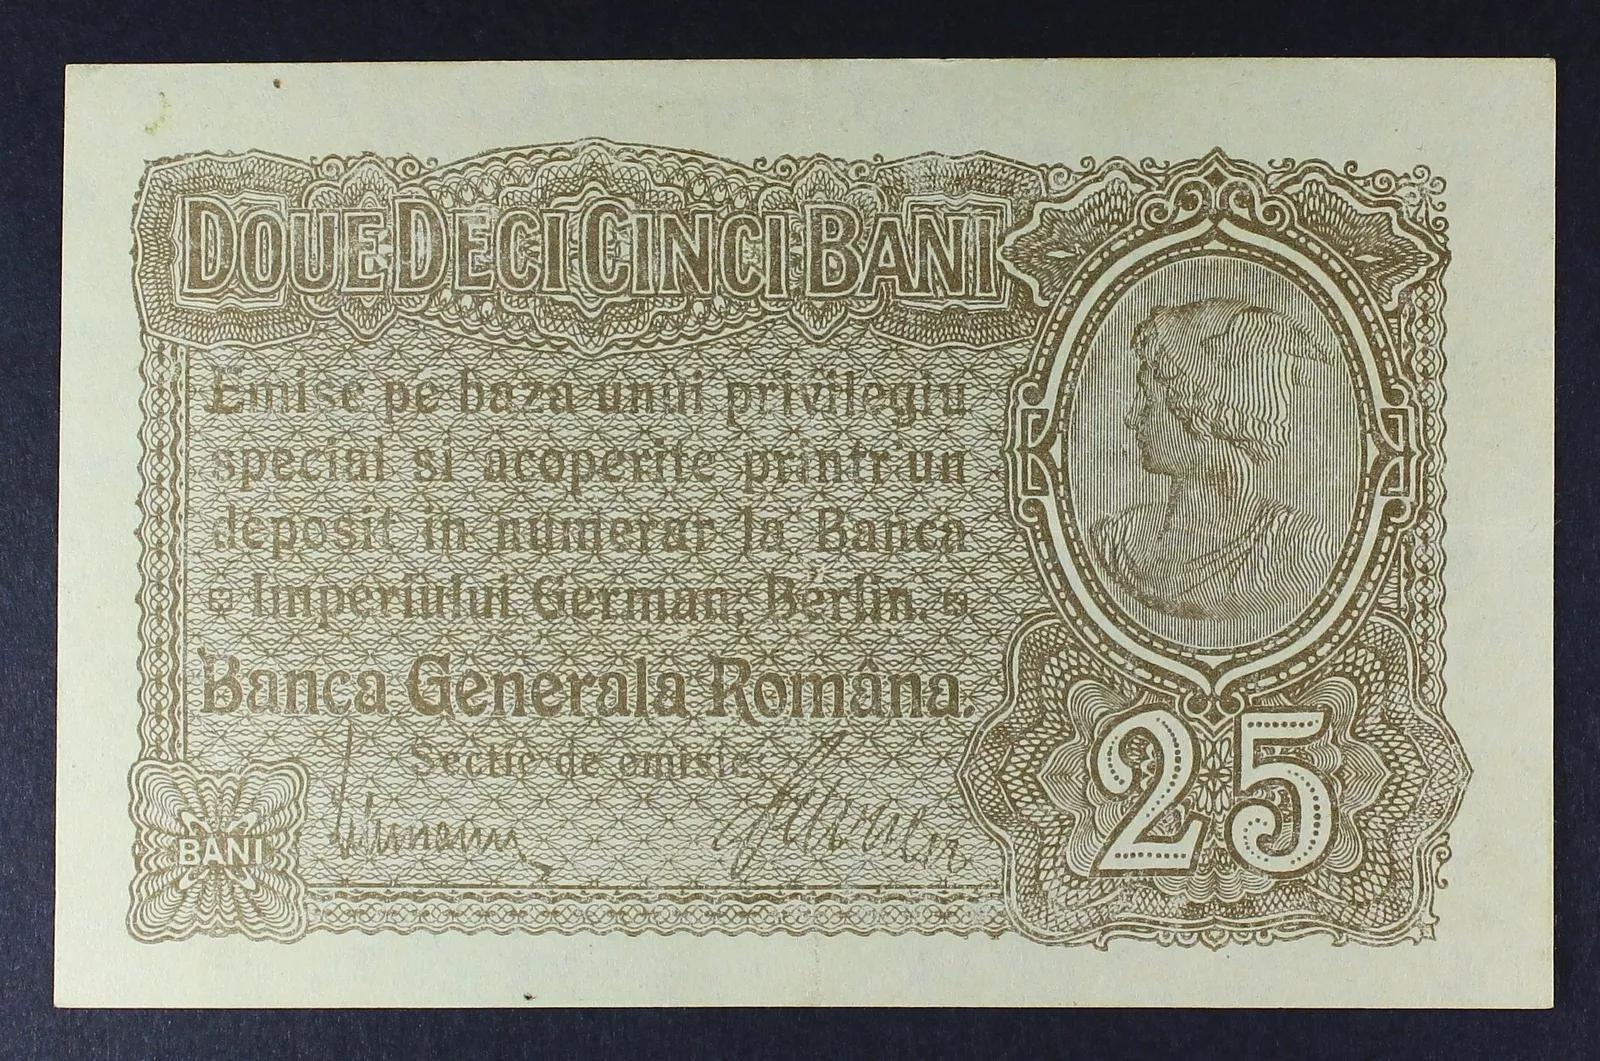 DOUE DECI CINCI BANI
Emise pe baza unui privilegiu
special si acoperite printr'un
deposit in numerar la Banca
Imperiului German, Berlin.
Banca Generala Româna.
Sectie de emisie:
BANI
25